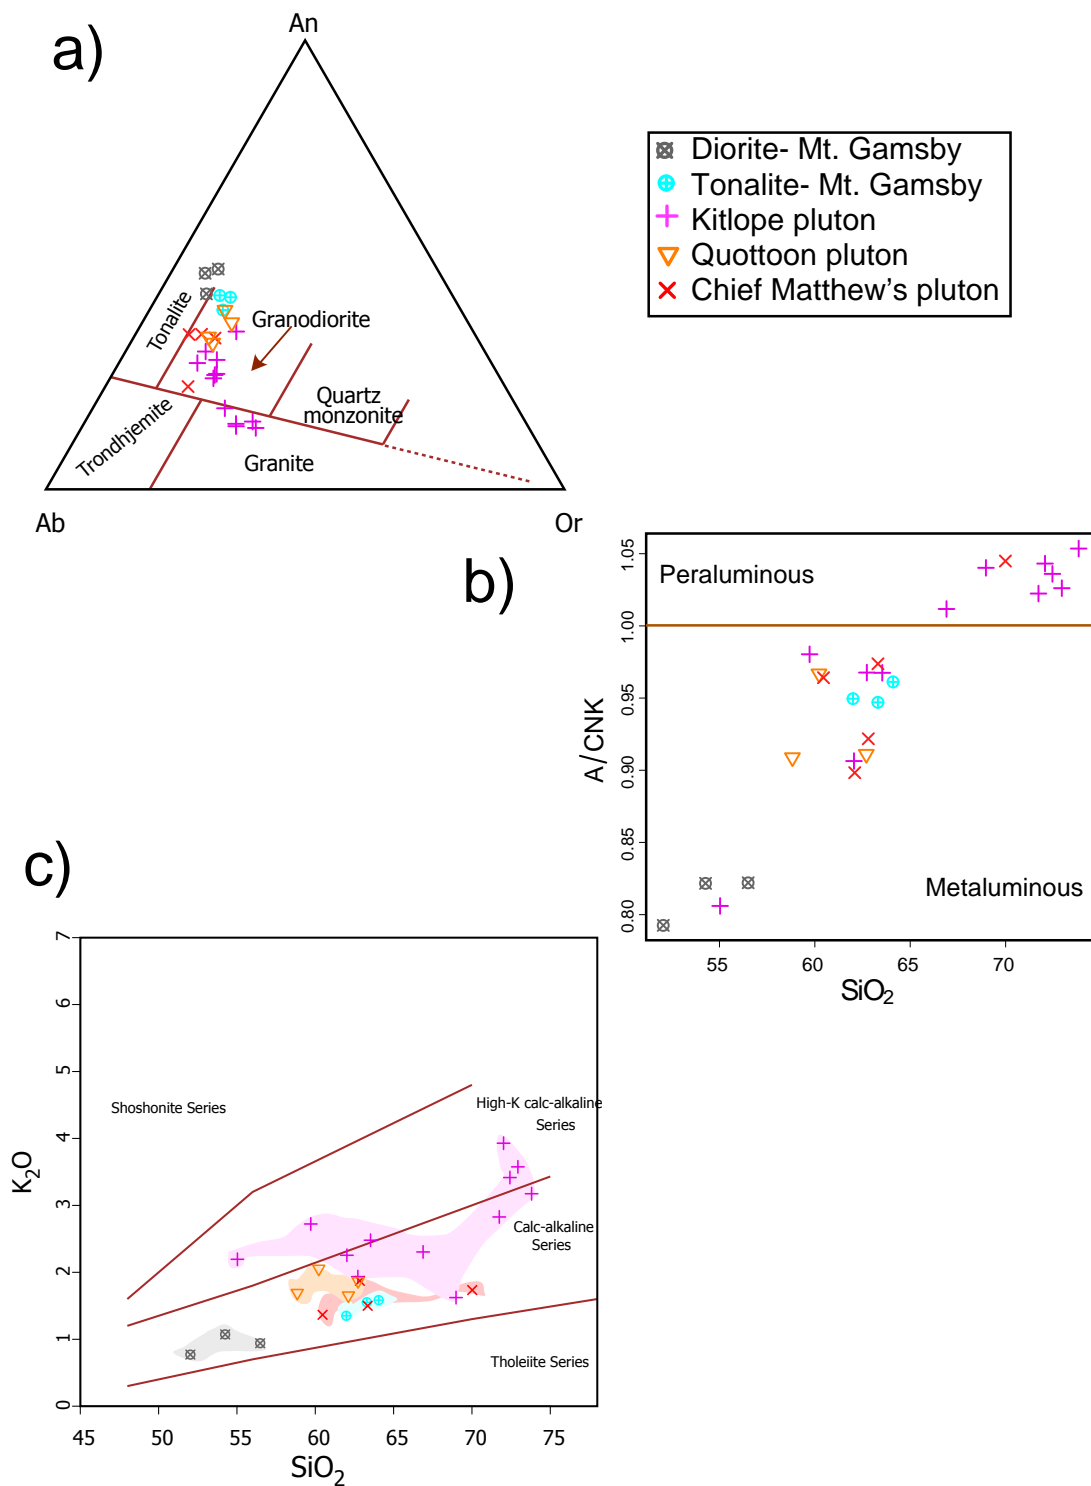 a)
An
Tonalite
Granodiorite
Quartz
monzonite
Trondhjemite
Granite
Ab
Or
Diorite- Mt. Gamsby
Tonalite- Mt. Gamsby
Kitlope pluton
Quottoon pluton
Chief Matthew's pluton
b)
Peraluminous
Metaluminous
A/CNK
1.05
1.00
0.95
0.90
0.85
0.80
55
60
65
70
SiO2
c)
K2O
7
6
5
4
3
2
1
0
Shoshonite Series
High-K calc-alkaline
Series
Calc-alkaline
Series
Tholeiite Series
45
50
55
60
65
70
75
SiO2